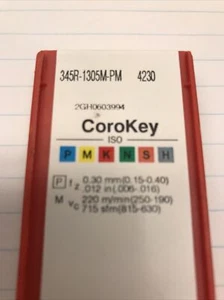 345R-1305M-PM 4230
2GH0603994
CoroKey
ISO
P M K N S H
P fz 0.30 mm(0.15-0.40)
.012 in(.006-.016)
M vc 220 m/min(250-190)
715 sfm(815-630)